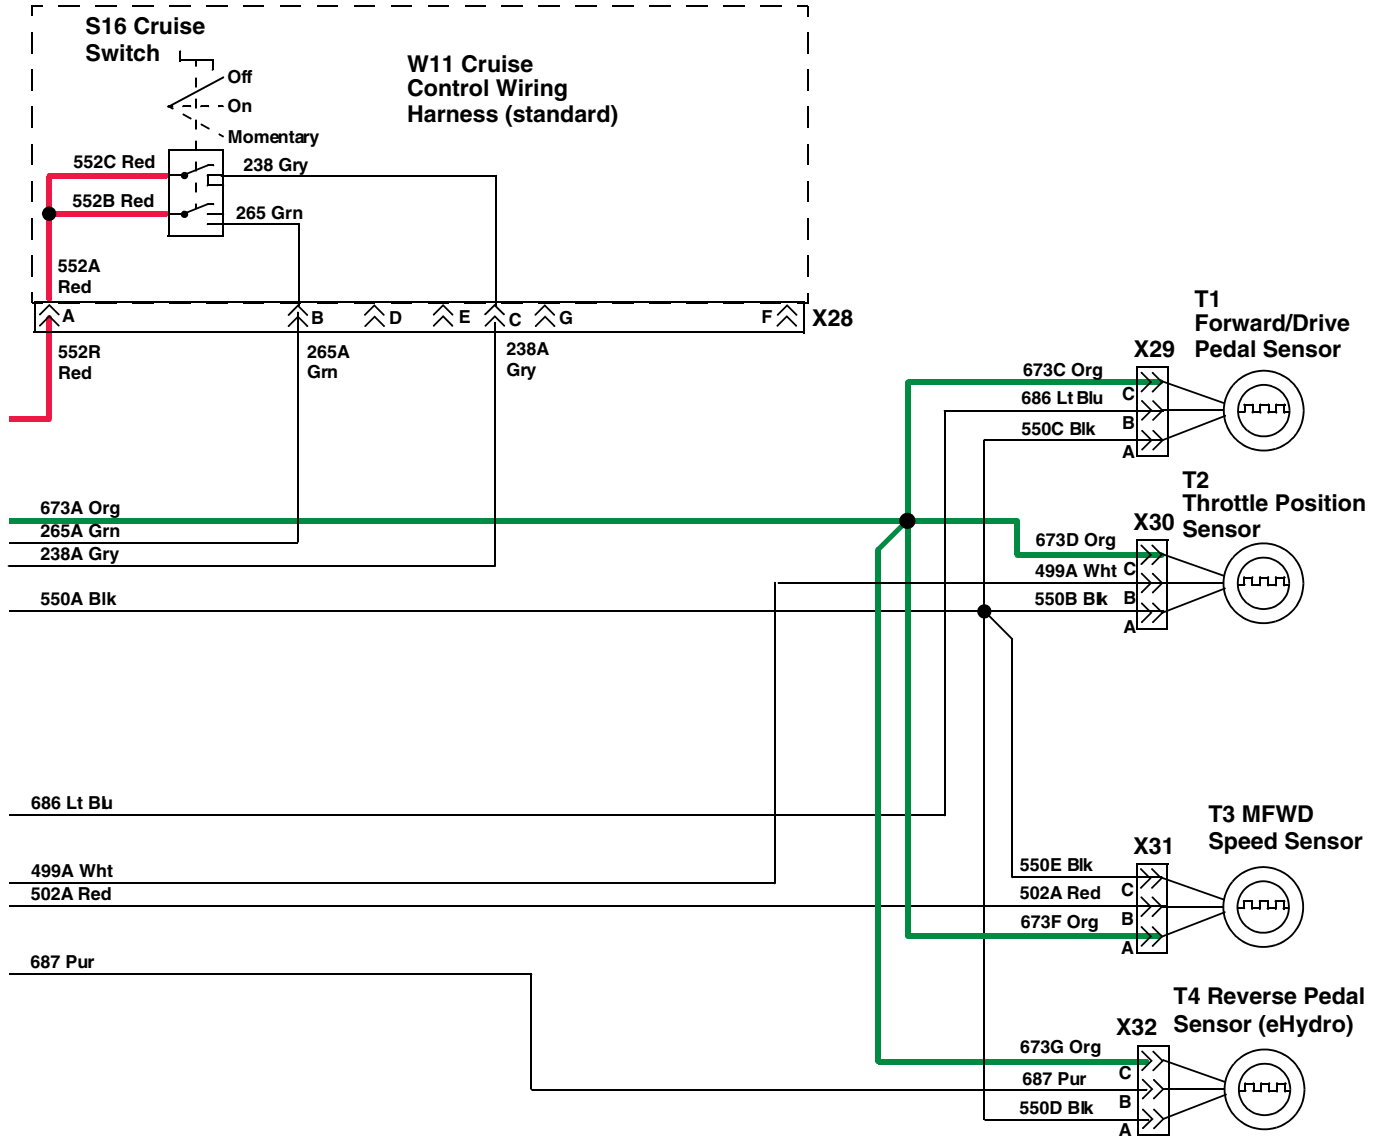 S16 Cruise
Switch
Off
On
Momentary
W11 Cruise
Control Wiring
Harness (standard)
552C Red
238 Gry
552B Red
265 Grn
552A
Red
A
B
D
E
C
G
F
X28
552R
Red
265A
Grn
238A
Gry
T1
Forward/Drive
Pedal Sensor
X29
673C Org
C
686 Lt Blu
B
550C Blk
A
T2
Throttle Position
Sensor
X30
673A Org
265A Grn
238A Gry
673D Org
C
499A Wht
B
550A Blk
550B Blk
A
686 Lt Blu
T3 MFWD
Speed Sensor
X31
499A Wht
502A Red
550E Blk
C
502A Red
B
673F Org
A
687 Pur
T4 Reverse Pedal
Sensor (eHydro)
X32
673G Org
C
687 Pur
B
550D Blk
A